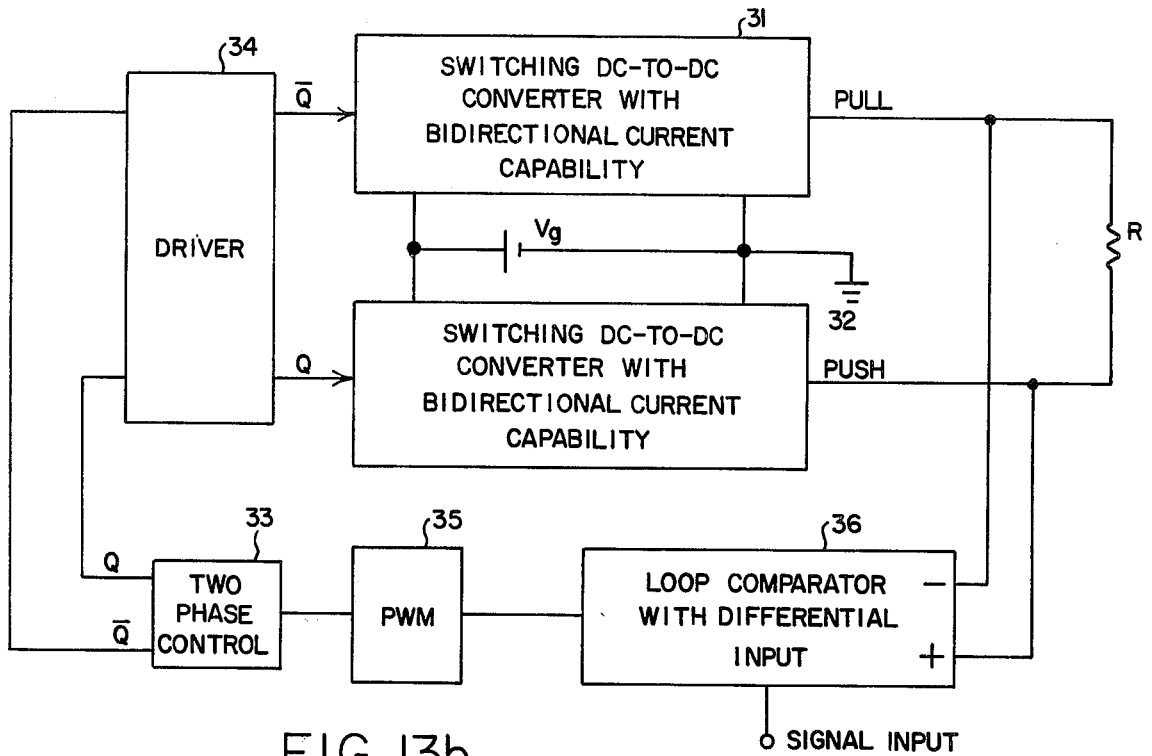 31
34
SWITCHING DC-TO-DC
CONVERTER WITH
BIDIRECTIONAL CURRENT
CAPABILITY
Q̅
PULL
DRIVER
Vg
R
32
SWITCHING DC-TO-DC
CONVERTER WITH
BIDIRECTIONAL CURRENT
CAPABILITY
Q
PUSH
33
35
36
Q
Q̅
TWO
PHASE
CONTROL
PWM
LOOP COMPARATOR
WITH DIFFERENTIAL
INPUT
−
+
SIGNAL INPUT
FIG. 13b